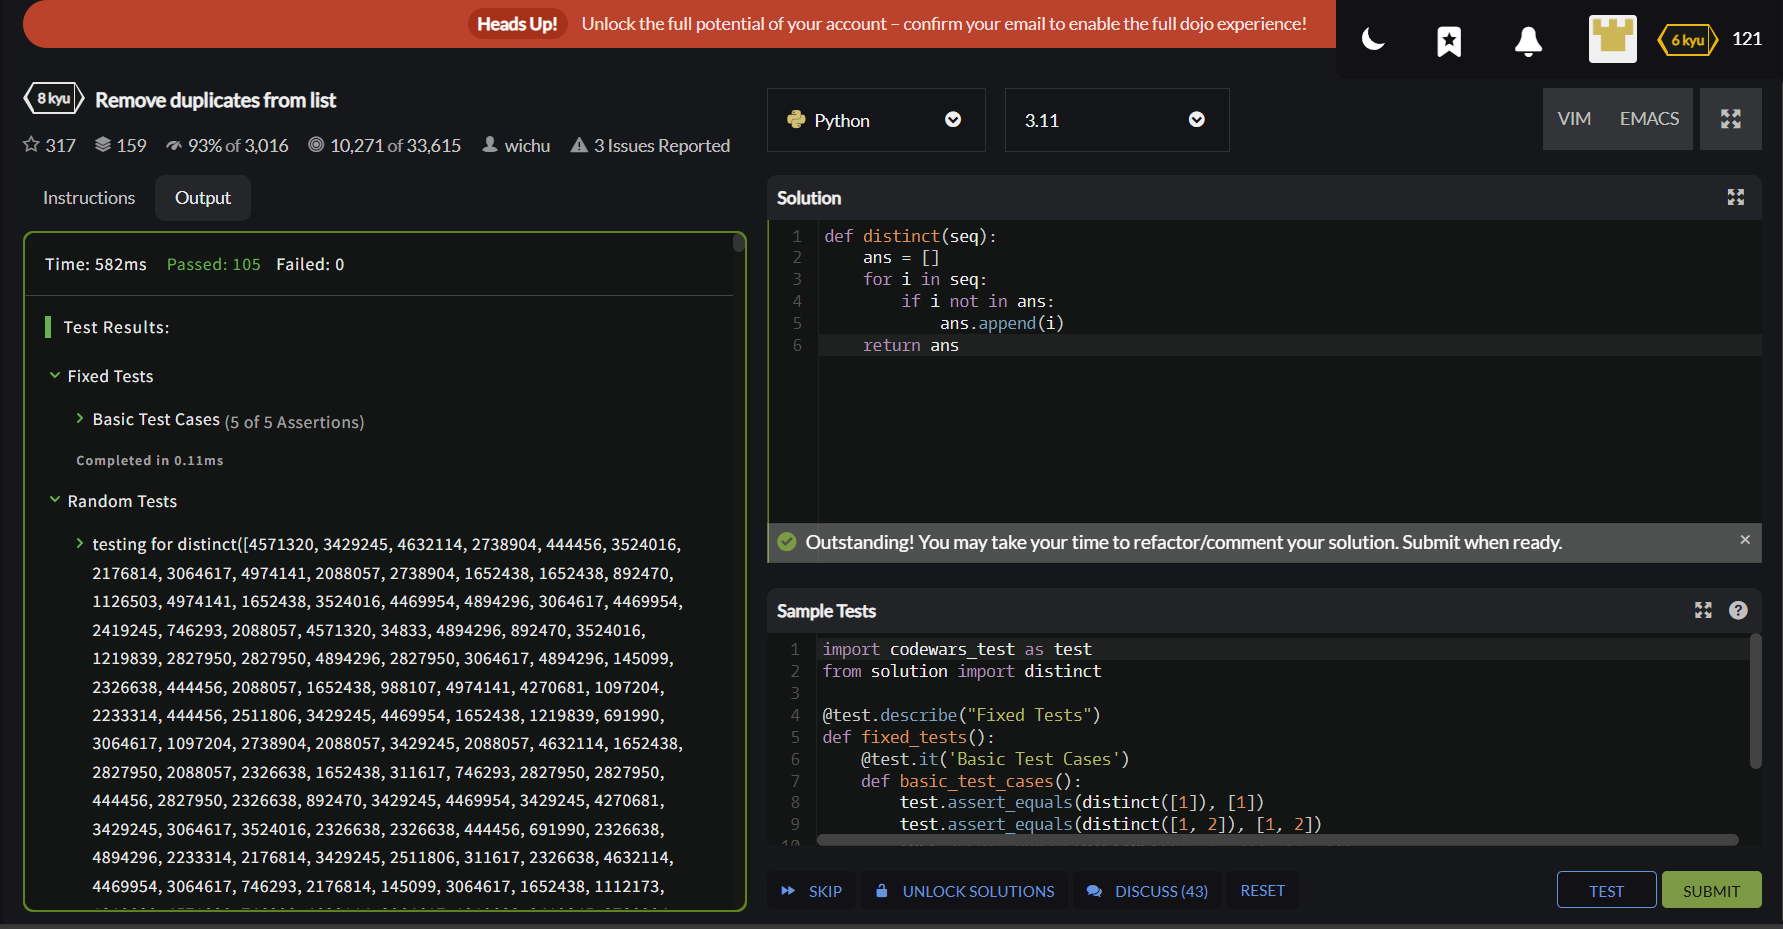 Heads Up! Unlock the full potential of your account – confirm your email to enable the full dojo experience!
6 kyu 121
8 kyu Remove duplicates from list
317 159 93% of 3,016 10,271 of 33,615 wichu 3 Issues Reported
Instructions Output
Time: 582ms Passed: 105 Failed: 0
Test Results:
Fixed Tests
Basic Test Cases (5 of 5 Assertions)
Completed in 0.11ms
Random Tests
testing for distinct([4571320, 3429245, 4632114, 2738904, 444456, 3524016,
2176814, 3064617, 4974141, 2088057, 2738904, 1652438, 1652438, 892470,
1126503, 4974141, 1652438, 3524016, 4469954, 4894296, 3064617, 4469954,
2419245, 746293, 2088057, 4571320, 34833, 4894296, 892470, 3524016,
1219839, 2827950, 2827950, 4894296, 2827950, 3064617, 4894296, 145099,
2326638, 444456, 2088057, 1652438, 988107, 4974141, 4270681, 1097204,
2233314, 444456, 2511806, 3429245, 4469954, 1652438, 1219839, 691990,
3064617, 1097204, 2738904, 2088057, 3429245, 2088057, 4632114, 1652438,
2827950, 2088057, 2326638, 1652438, 311617, 746293, 2827950, 2827950,
444456, 2827950, 2326638, 892470, 3429245, 4469954, 3429245, 4270681,
3429245, 3064617, 3524016, 2326638, 2326638, 444456, 691990, 2326638,
4894296, 2233314, 2176814, 3429245, 2511806, 311617, 2326638, 4632114,
4469954, 3064617, 746293, 2176814, 145099, 3064617, 1652438, 1112173,
Python 3.11 VIM EMACS
Solution
1 def distinct(seq):
2 ans = []
3 for i in seq:
4 if i not in ans:
5 ans.append(i)
6 return ans
Outstanding! You may take your time to refactor/comment your solution. Submit when ready. ×
Sample Tests ?
1 import codewars_test as test
2 from solution import distinct
3
4 @test.describe("Fixed Tests")
5 def fixed_tests():
6 @test.it('Basic Test Cases')
7 def basic_test_cases():
8 test.assert_equals(distinct([1]), [1])
9 test.assert_equals(distinct([1, 2]), [1, 2])
10
SKIP UNLOCK SOLUTIONS DISCUSS (43) RESET TEST SUBMIT